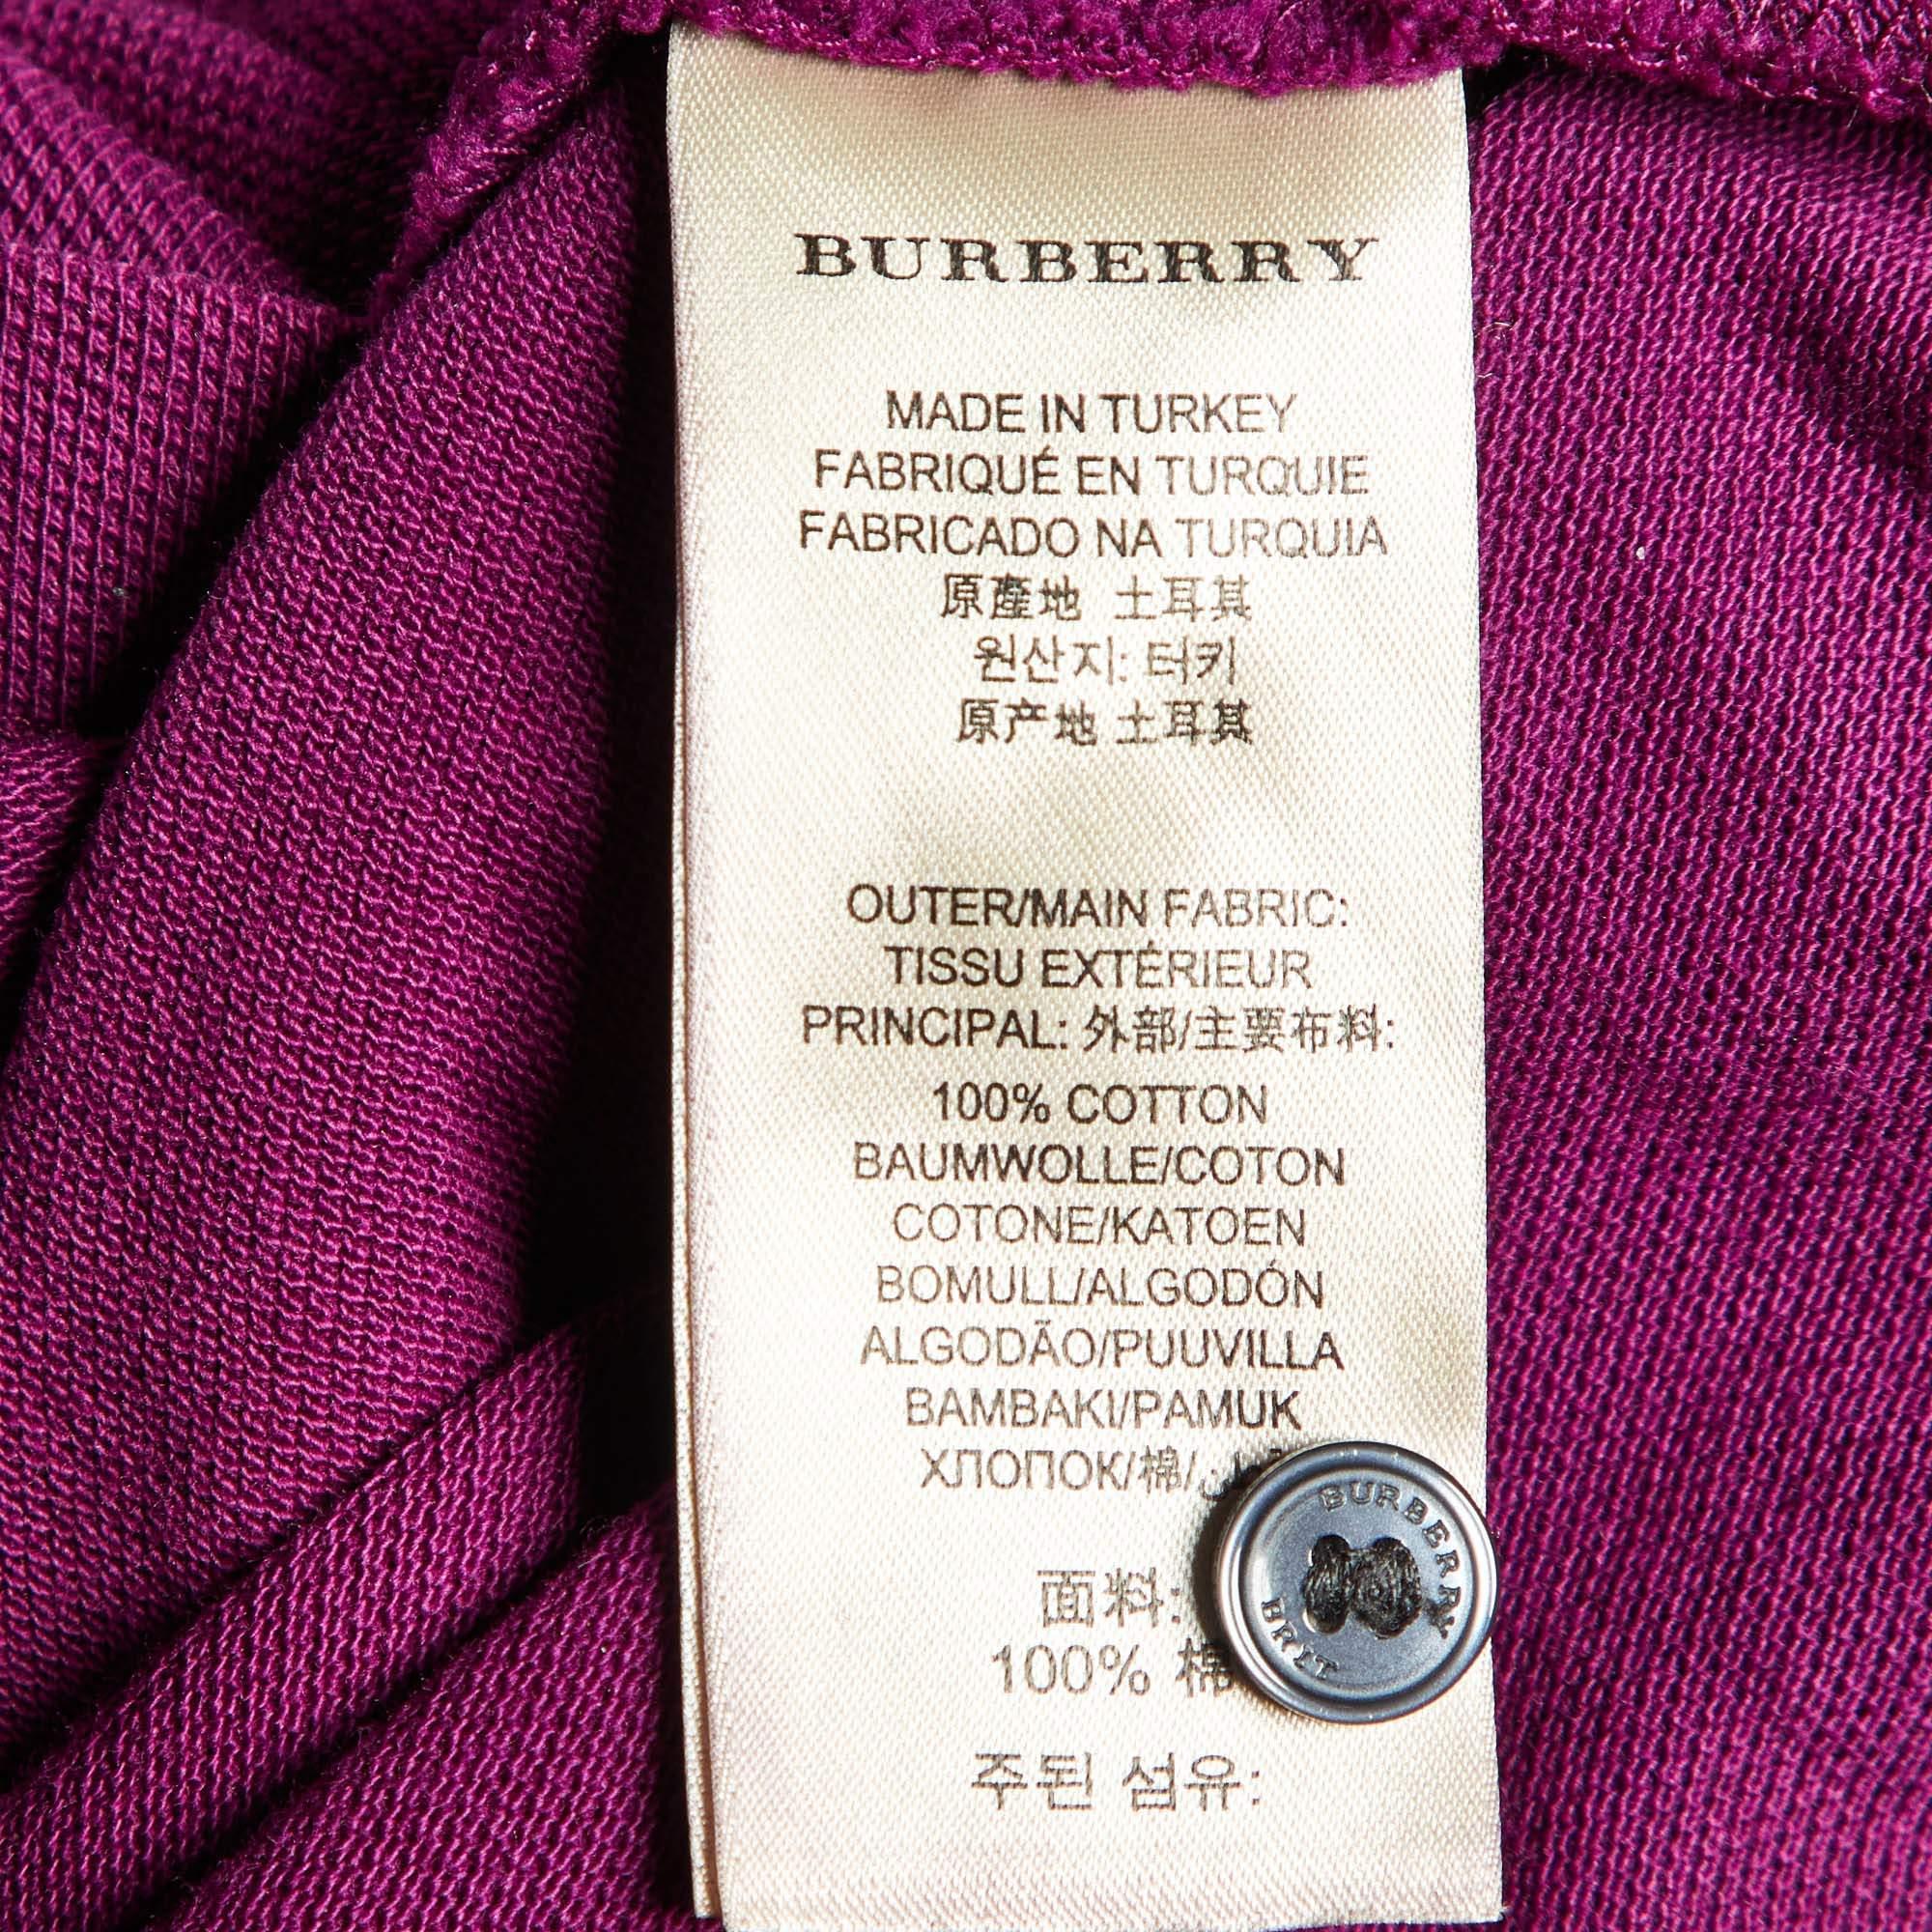 BURBERRY
MADE IN TURKEY
FABRIQUÉ EN TURQUIE
FABRICADO NA TURQUIA
原產地 土耳其
원산지: 터키
原产地 土耳其
OUTER/MAIN FABRIC:
TISSU EXTÉRIEUR
PRINCIPAL: 外部/主要布料:
100% COTTON
BAUMWOLLE/COTON
COTONE/KATOEN
BOMULL/ALGODÓN
ALGODÃO/PUUVILLA
BAMBAKI/PAMUK
ХЛОПОК/棉/
面料:
100% 棉
주된 섬유:
BURBERRY
BRIT